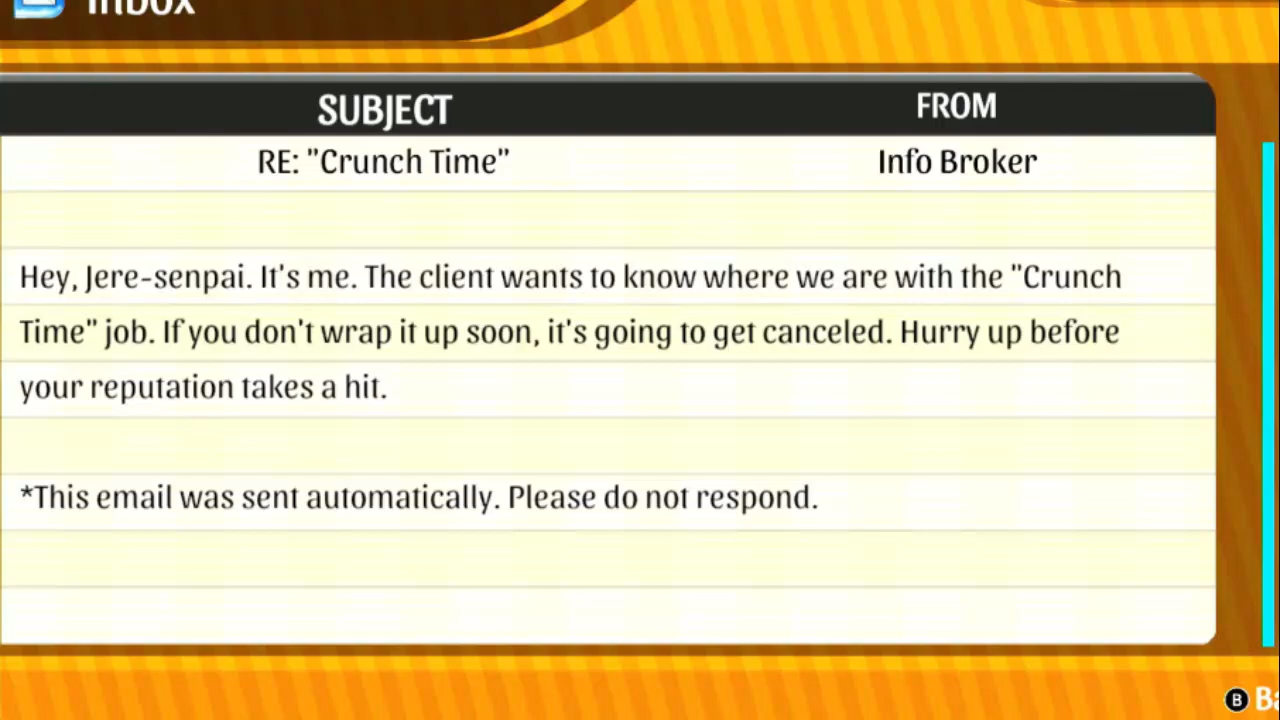 Inbox
SUBJECT FROM
RE: "Crunch Time" Info Broker
Hey, Jere-senpai. It's me. The client wants to know where we are with the "Crunch
Time" job. If you don't wrap it up soon, it's going to get canceled. Hurry up before
your reputation takes a hit.
*This email was sent automatically. Please do not respond.
B